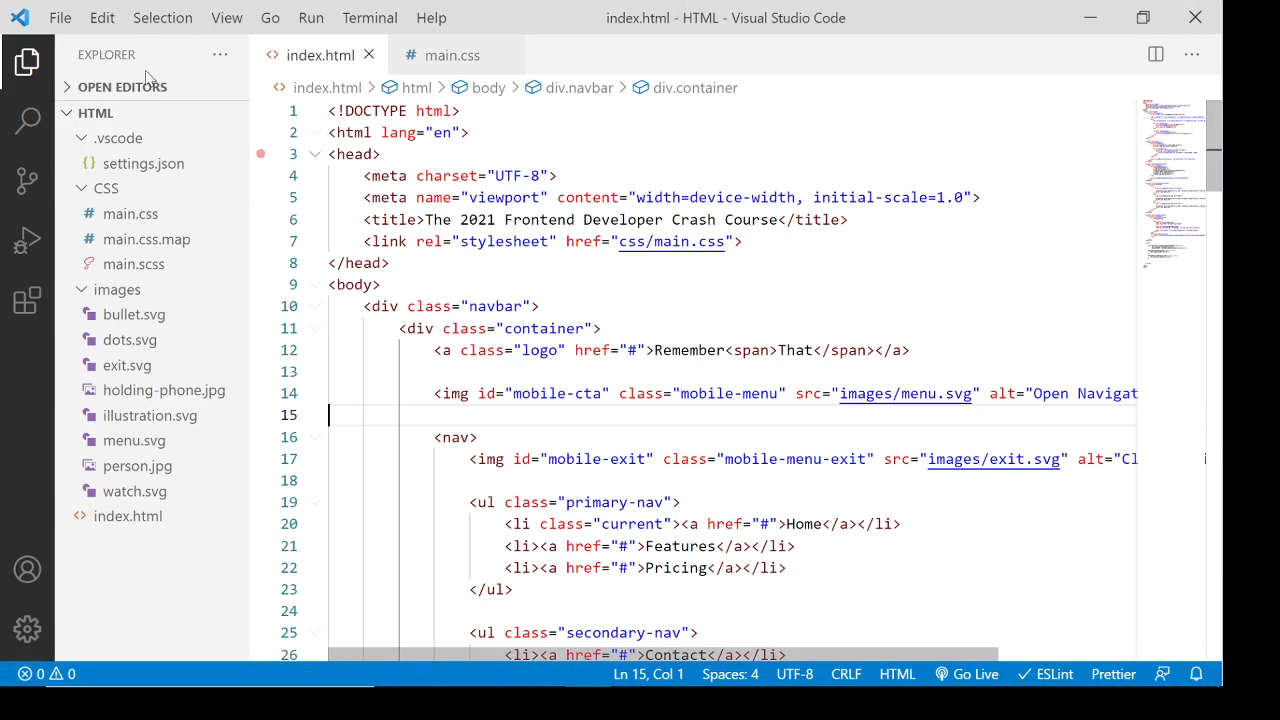 File Edit Selection View Go Run Terminal Help index.html - HTML - Visual Studio Code
EXPLORER
OPEN EDITORS
HTML
.vscode
{} settings.json
CSS
main.css
main.css.map
main.scss
images
bullet.svg
dots.svg
exit.svg
holding-phone.jpg
illustration.svg
menu.svg
person.jpg
watch.svg
<> index.html
<> index.html # main.css
<> index.html > html > body > div.navbar > div.container
1 <!DOCTYPE html>
2 <html lang="en">
3 <head>
4 <meta charset="UTF-8">
5 <meta name="viewport" content="width=device-width, initial-scale=1.0">
6 <title>The Frontend Developer Crash Course</title>
7 <link rel="stylesheet" href="css/main.css">
8 </head>
9 <body>
10 <div class="navbar">
11 <div class="container">
12 <a class="logo" href="#">Remember<span>That</span></a>
13
14 <img id="mobile-cta" class="mobile-menu" src="images/menu.svg" alt="Open Navigat
15
16 <nav>
17 <img id="mobile-exit" class="mobile-menu-exit" src="images/exit.svg" alt="Cl
18
19 <ul class="primary-nav">
20 <li class="current"><a href="#">Home</a></li>
21 <li><a href="#">Features</a></li>
22 <li><a href="#">Pricing</a></li>
23 </ul>
24
25 <ul class="secondary-nav">
26 <li><a href="#">Contact</a></li>
0 0 Ln 15, Col 1 Spaces: 4 UTF-8 CRLF HTML Go Live ESLint Prettier